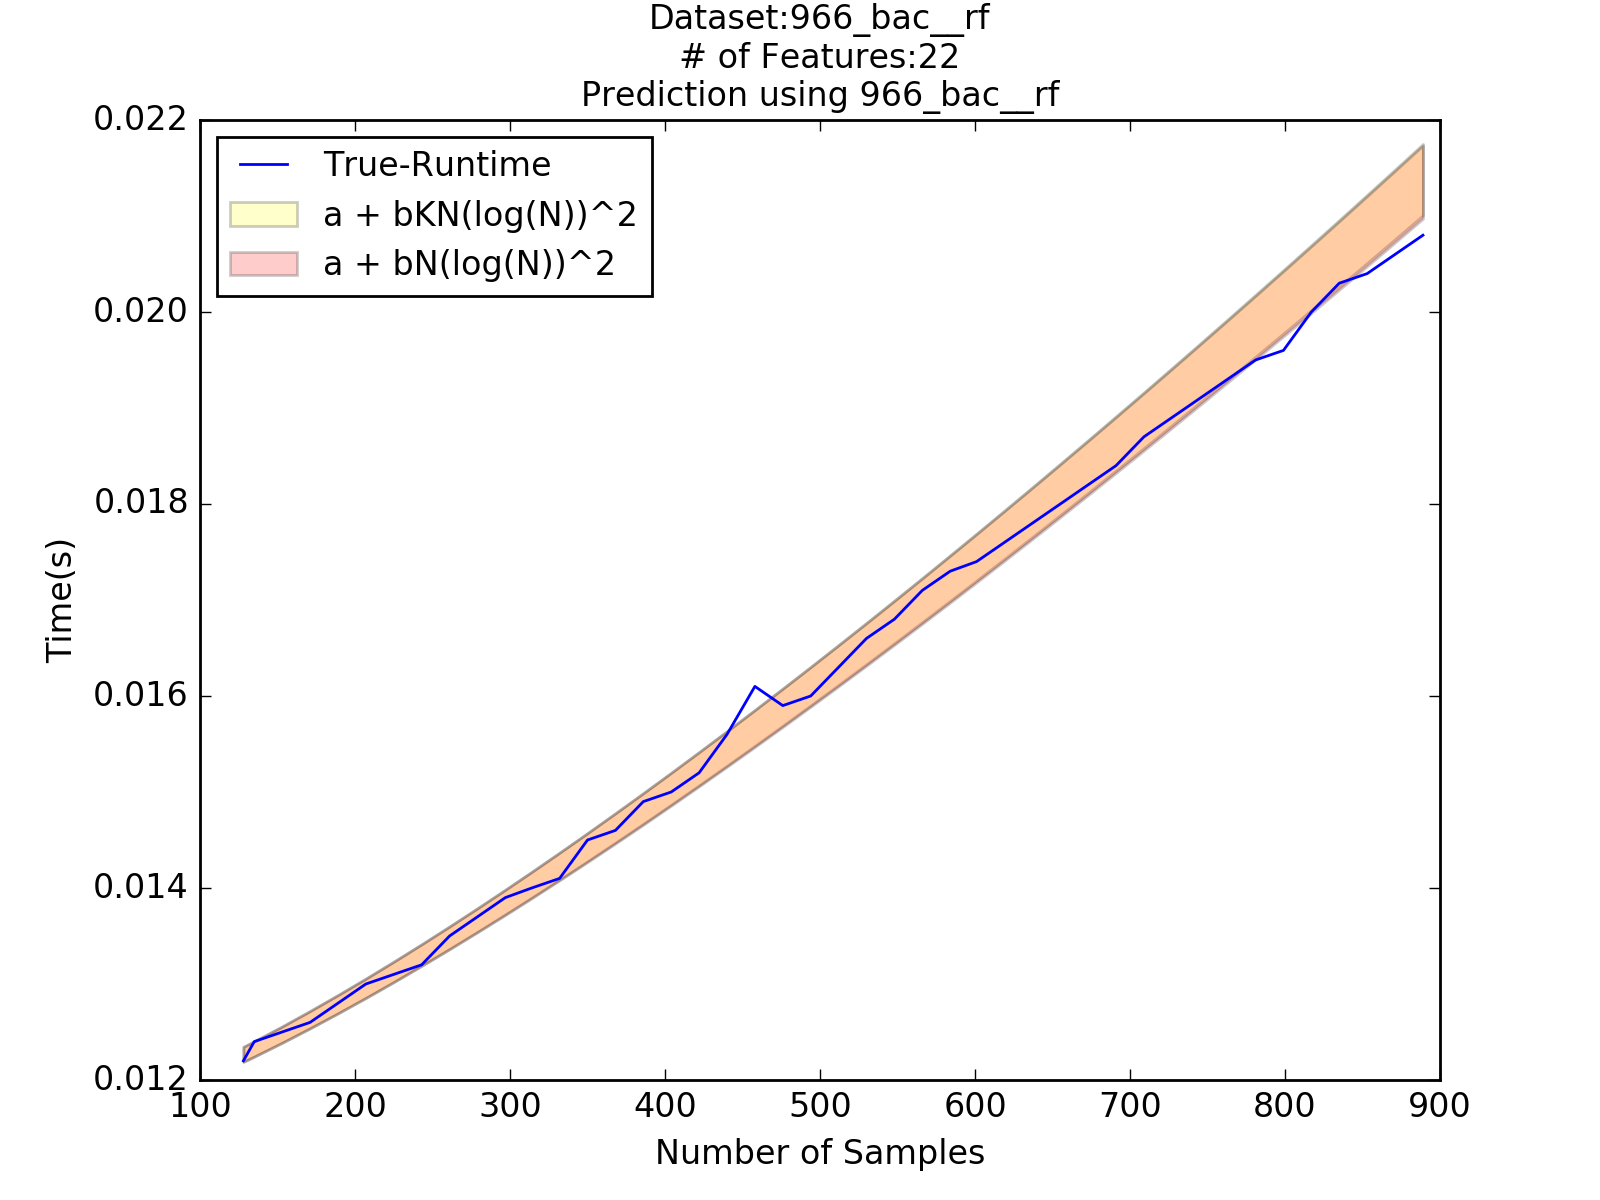 Dataset:966_bac__rf
# of Features:22
Prediction using 966_bac__rf
True-Runtime
a + bKN(log(N))^2
a + bN(log(N))^2
0.022
0.020
0.018
0.016
0.014
0.012
Time(s)
100 200 300 400 500 600 700 800 900
Number of Samples